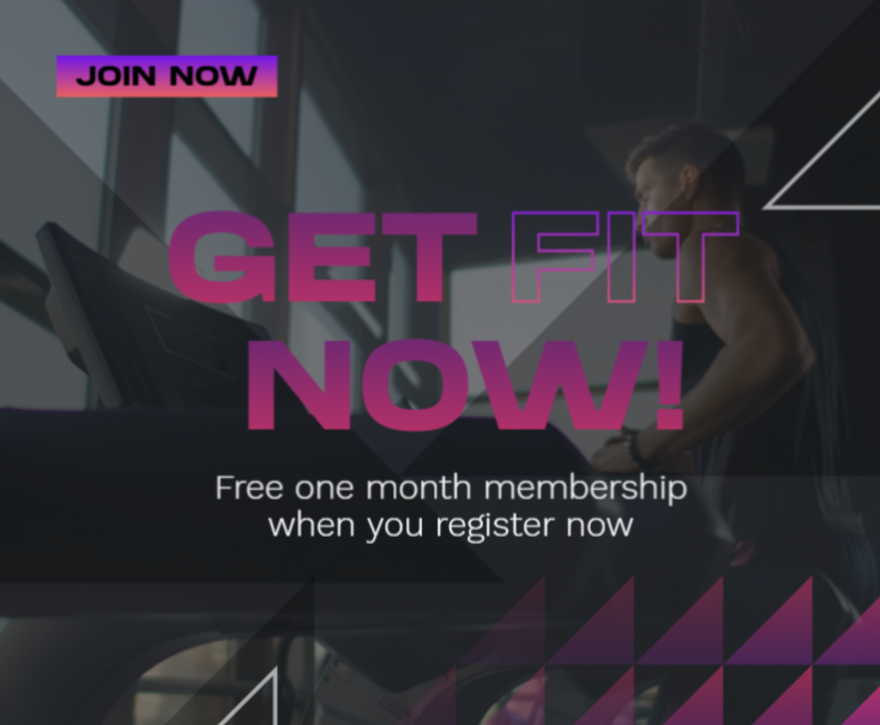 JOIN NOW
GET FIT
NOW!
Free one month membership
when you register now